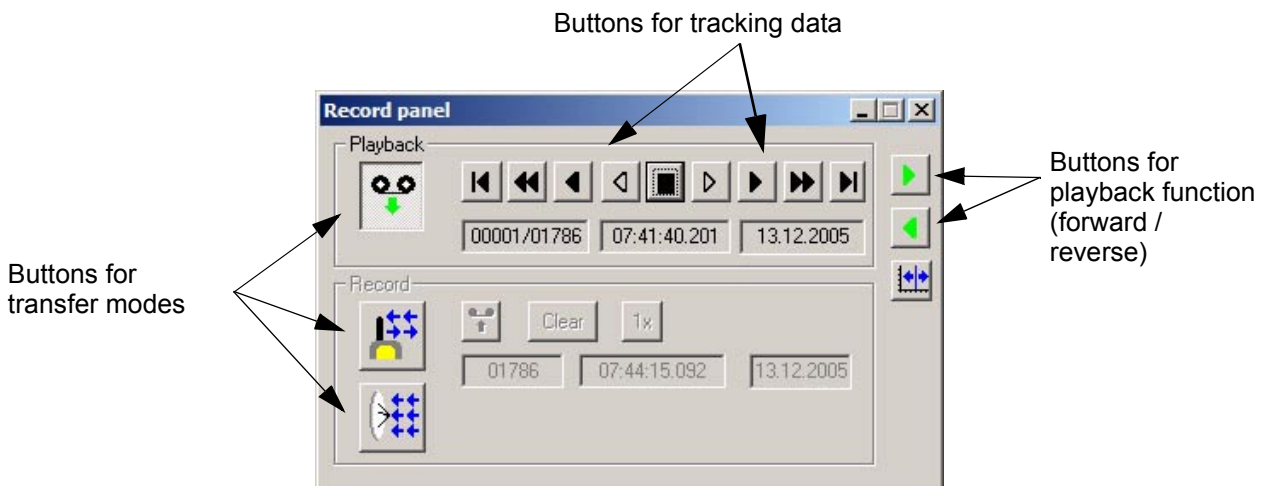 Buttons for tracking data
Record panel
Playback
00001/01786 07:41:40.201 13.12.2005
Buttons for
playback function
(forward /
reverse)
Buttons for
transfer modes
Record
Clear 1x
01786 07:44:15.092 13.12.2005